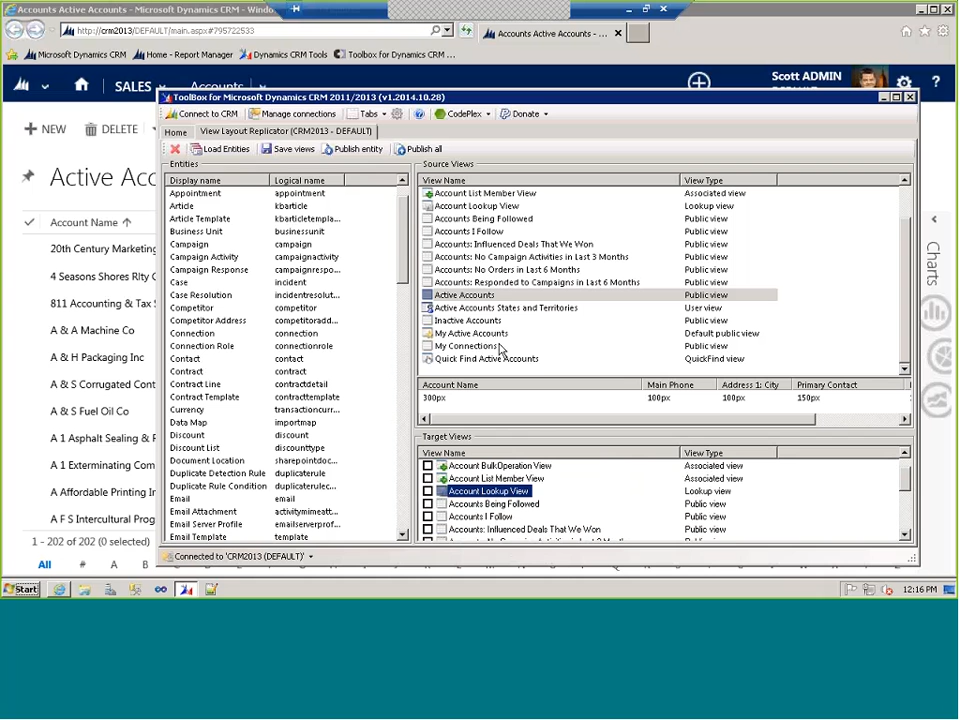 Accounts Active Accounts - Microsoft Dynamics CRM - Windo
http://crm2013/DEFAULT/main.aspx#795722533
Accounts Active Accounts - ...
Microsoft Dynamics CRM
Home - Report Manager
Dynamics CRM Tools
Toolbox for Dynamics CRM ...
SALES
Accounts
Scott ADMIN
DEFAULT
?
NEW
DELETE
Active Acc
Account Name
20th Century Marketing
4 Seasons Shores Rlty C
811 Accounting & Tax S
A & A Machine Co
A & H Packaging Inc
A & S Corrugated Cont
A & S Fuel Oil Co
A 1 Asphalt Sealing & R
A 1 Exterminating Com
A Affordable Printing In
A F S Intercultural Prog
1 - 202 of 202 (0 selected)
All # A B
ToolBox for Microsoft Dynamics CRM 2011/2013 (v1.2014.10.28)
Connect to CRM
Manage connections
Tabs
CodePlex
Donate
Home
View Layout Replicator (CRM2013 - DEFAULT)
Load Entities
Save views
Publish entity
Publish all
Entities
Display name Logical name
Appointment appointment
Article kbarticle
Article Template kbarticletempla...
Business Unit businessunit
Campaign campaign
Campaign Activity campaignactivity
Campaign Response campaignrespo...
Case incident
Case Resolution incidentresolut...
Competitor competitor
Competitor Address competitoradd...
Connection connection
Connection Role connectionrole
Contact contact
Contract contract
Contract Line contractdetail
Contract Template contracttemplate
Currency transactioncurr...
Data Map importmap
Discount discount
Discount List discounttype
Document Location sharepointdoc...
Duplicate Detection Rule duplicaterule
Duplicate Rule Condition duplicaterulec...
Email email
Email Attachment activitymimeatt...
Email Server Profile emailserverprof...
Email Template template
Source Views
View Name View Type
Account List Member View Associated view
Account Lookup View Lookup view
Accounts Being Followed Public view
Accounts I Follow Public view
Accounts: Influenced Deals That We Won Public view
Accounts: No Campaign Activities in Last 3 Months Public view
Accounts: No Orders in Last 6 Months Public view
Accounts: Responded to Campaigns in Last 6 Months Public view
Active Accounts Public view
Active Accounts States and Territories User view
Inactive Accounts Public view
My Active Accounts Default public view
My Connections Public view
Quick Find Active Accounts QuickFind view
Account Name Main Phone Address 1: City Primary Contact
300px 100px 100px 150px
Target Views
View Name View Type
Account BulkOperation View Associated view
Account List Member View Associated view
Account Lookup View Lookup view
Accounts Being Followed Public view
Accounts I Follow Public view
Accounts: Influenced Deals That We Won Public view
Connected to 'CRM2013 (DEFAULT)'
Charts
Start
12:16 PM